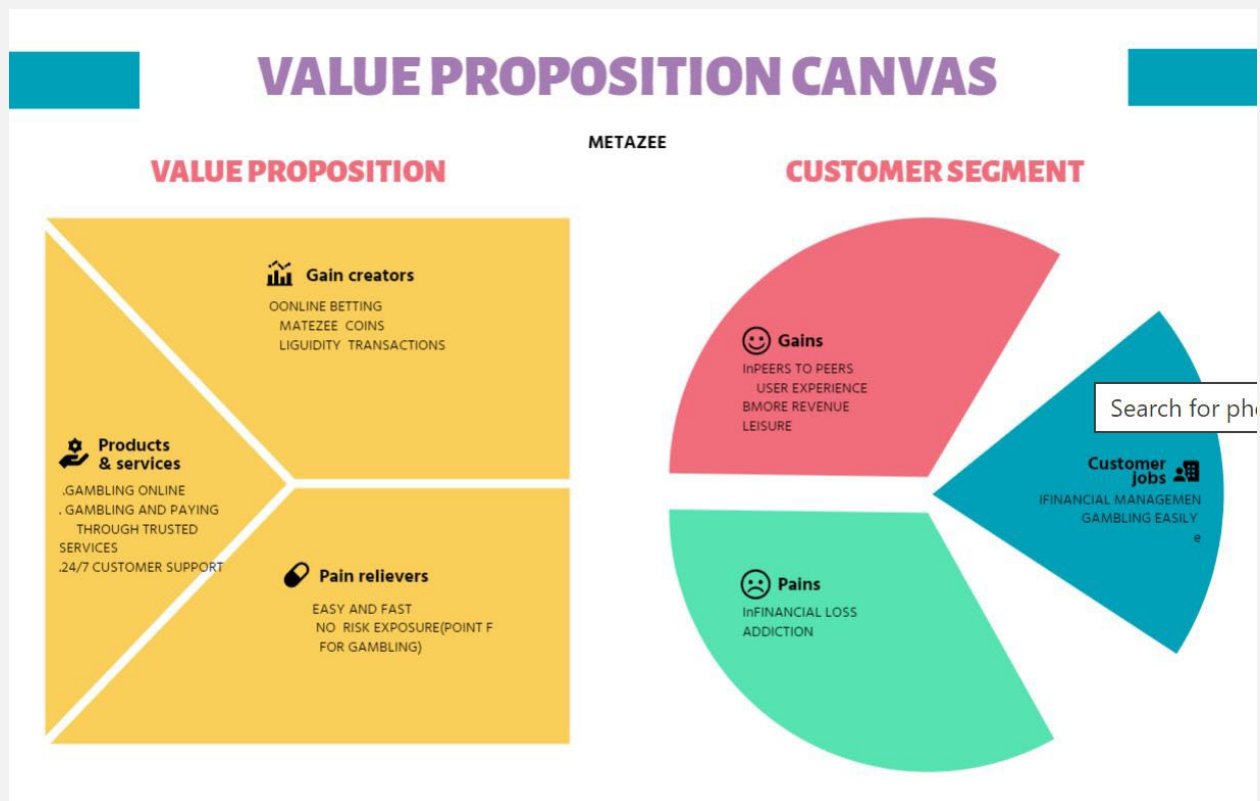 VALUE PROPOSITION CANVAS
METAZEE
VALUE PROPOSITION
CUSTOMER SEGMENT
Gain creators
OONLINE BETTING
MATEZEE COINS
LIGUIDITY TRANSACTIONS
Products
& services
.GAMBLING ONLINE
. GAMBLING AND PAYING
THROUGH TRUSTED
SERVICES
.24/7 CUSTOMER SUPPORT
Pain relievers
EASY AND FAST
NO RISK EXPOSURE(POINT F
FOR GAMBLING)
Gains
InPEERS TO PEERS
USER EXPERIENCE
BMORE REVENUE
LEISURE
Search for pho
Customer
jobs
IFINANCIAL MANAGEMEN
GAMBLING EASILY
e
Pains
InFINANCIAL LOSS
ADDICTION